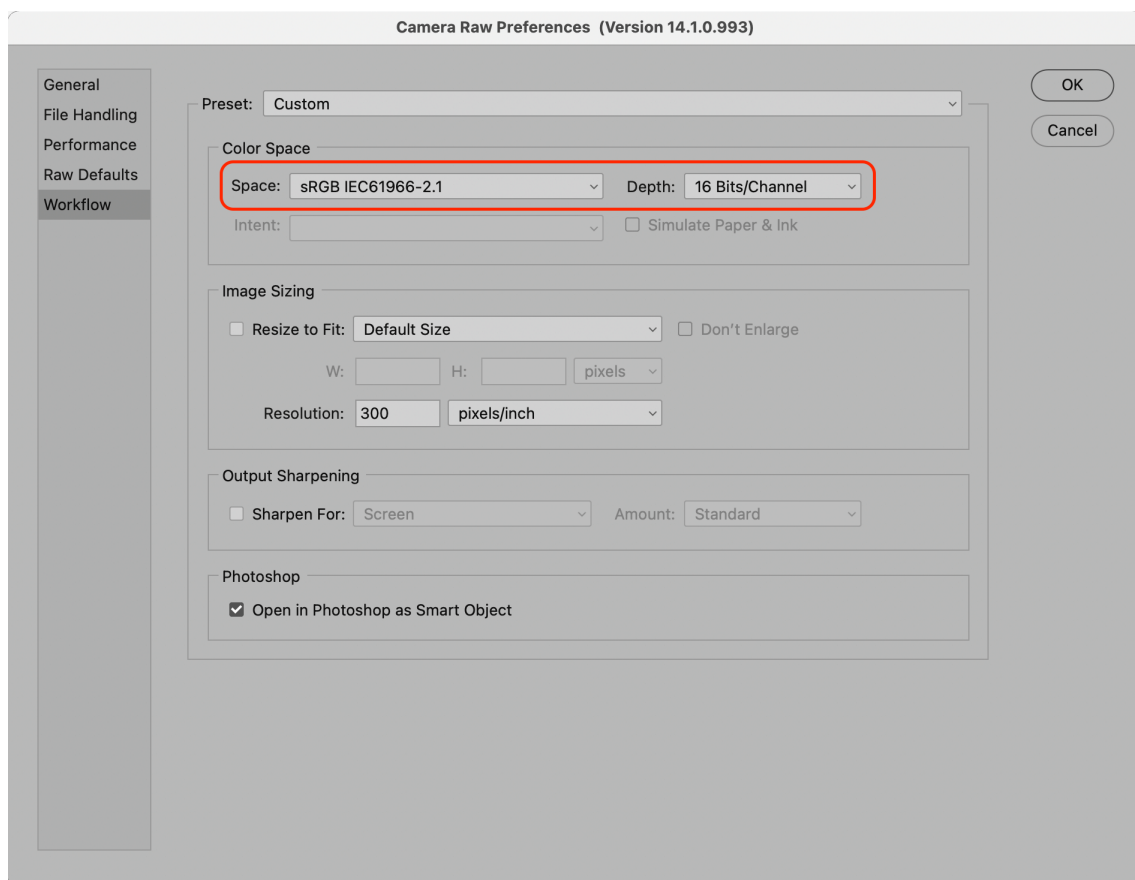 Camera Raw Preferences  (Version 14.1.0.993)
General
File Handling
Performance
Raw Defaults
Workflow
Preset: Custom
OK
Cancel
Color Space
Space: sRGB IEC61966-2.1 Depth: 16 Bits/Channel
Intent: Simulate Paper & Ink
Image Sizing
Resize to Fit: Default Size Don't Enlarge
W: H: pixels
Resolution: 300 pixels/inch
Output Sharpening
Sharpen For: Screen Amount: Standard
Photoshop
Open in Photoshop as Smart Object